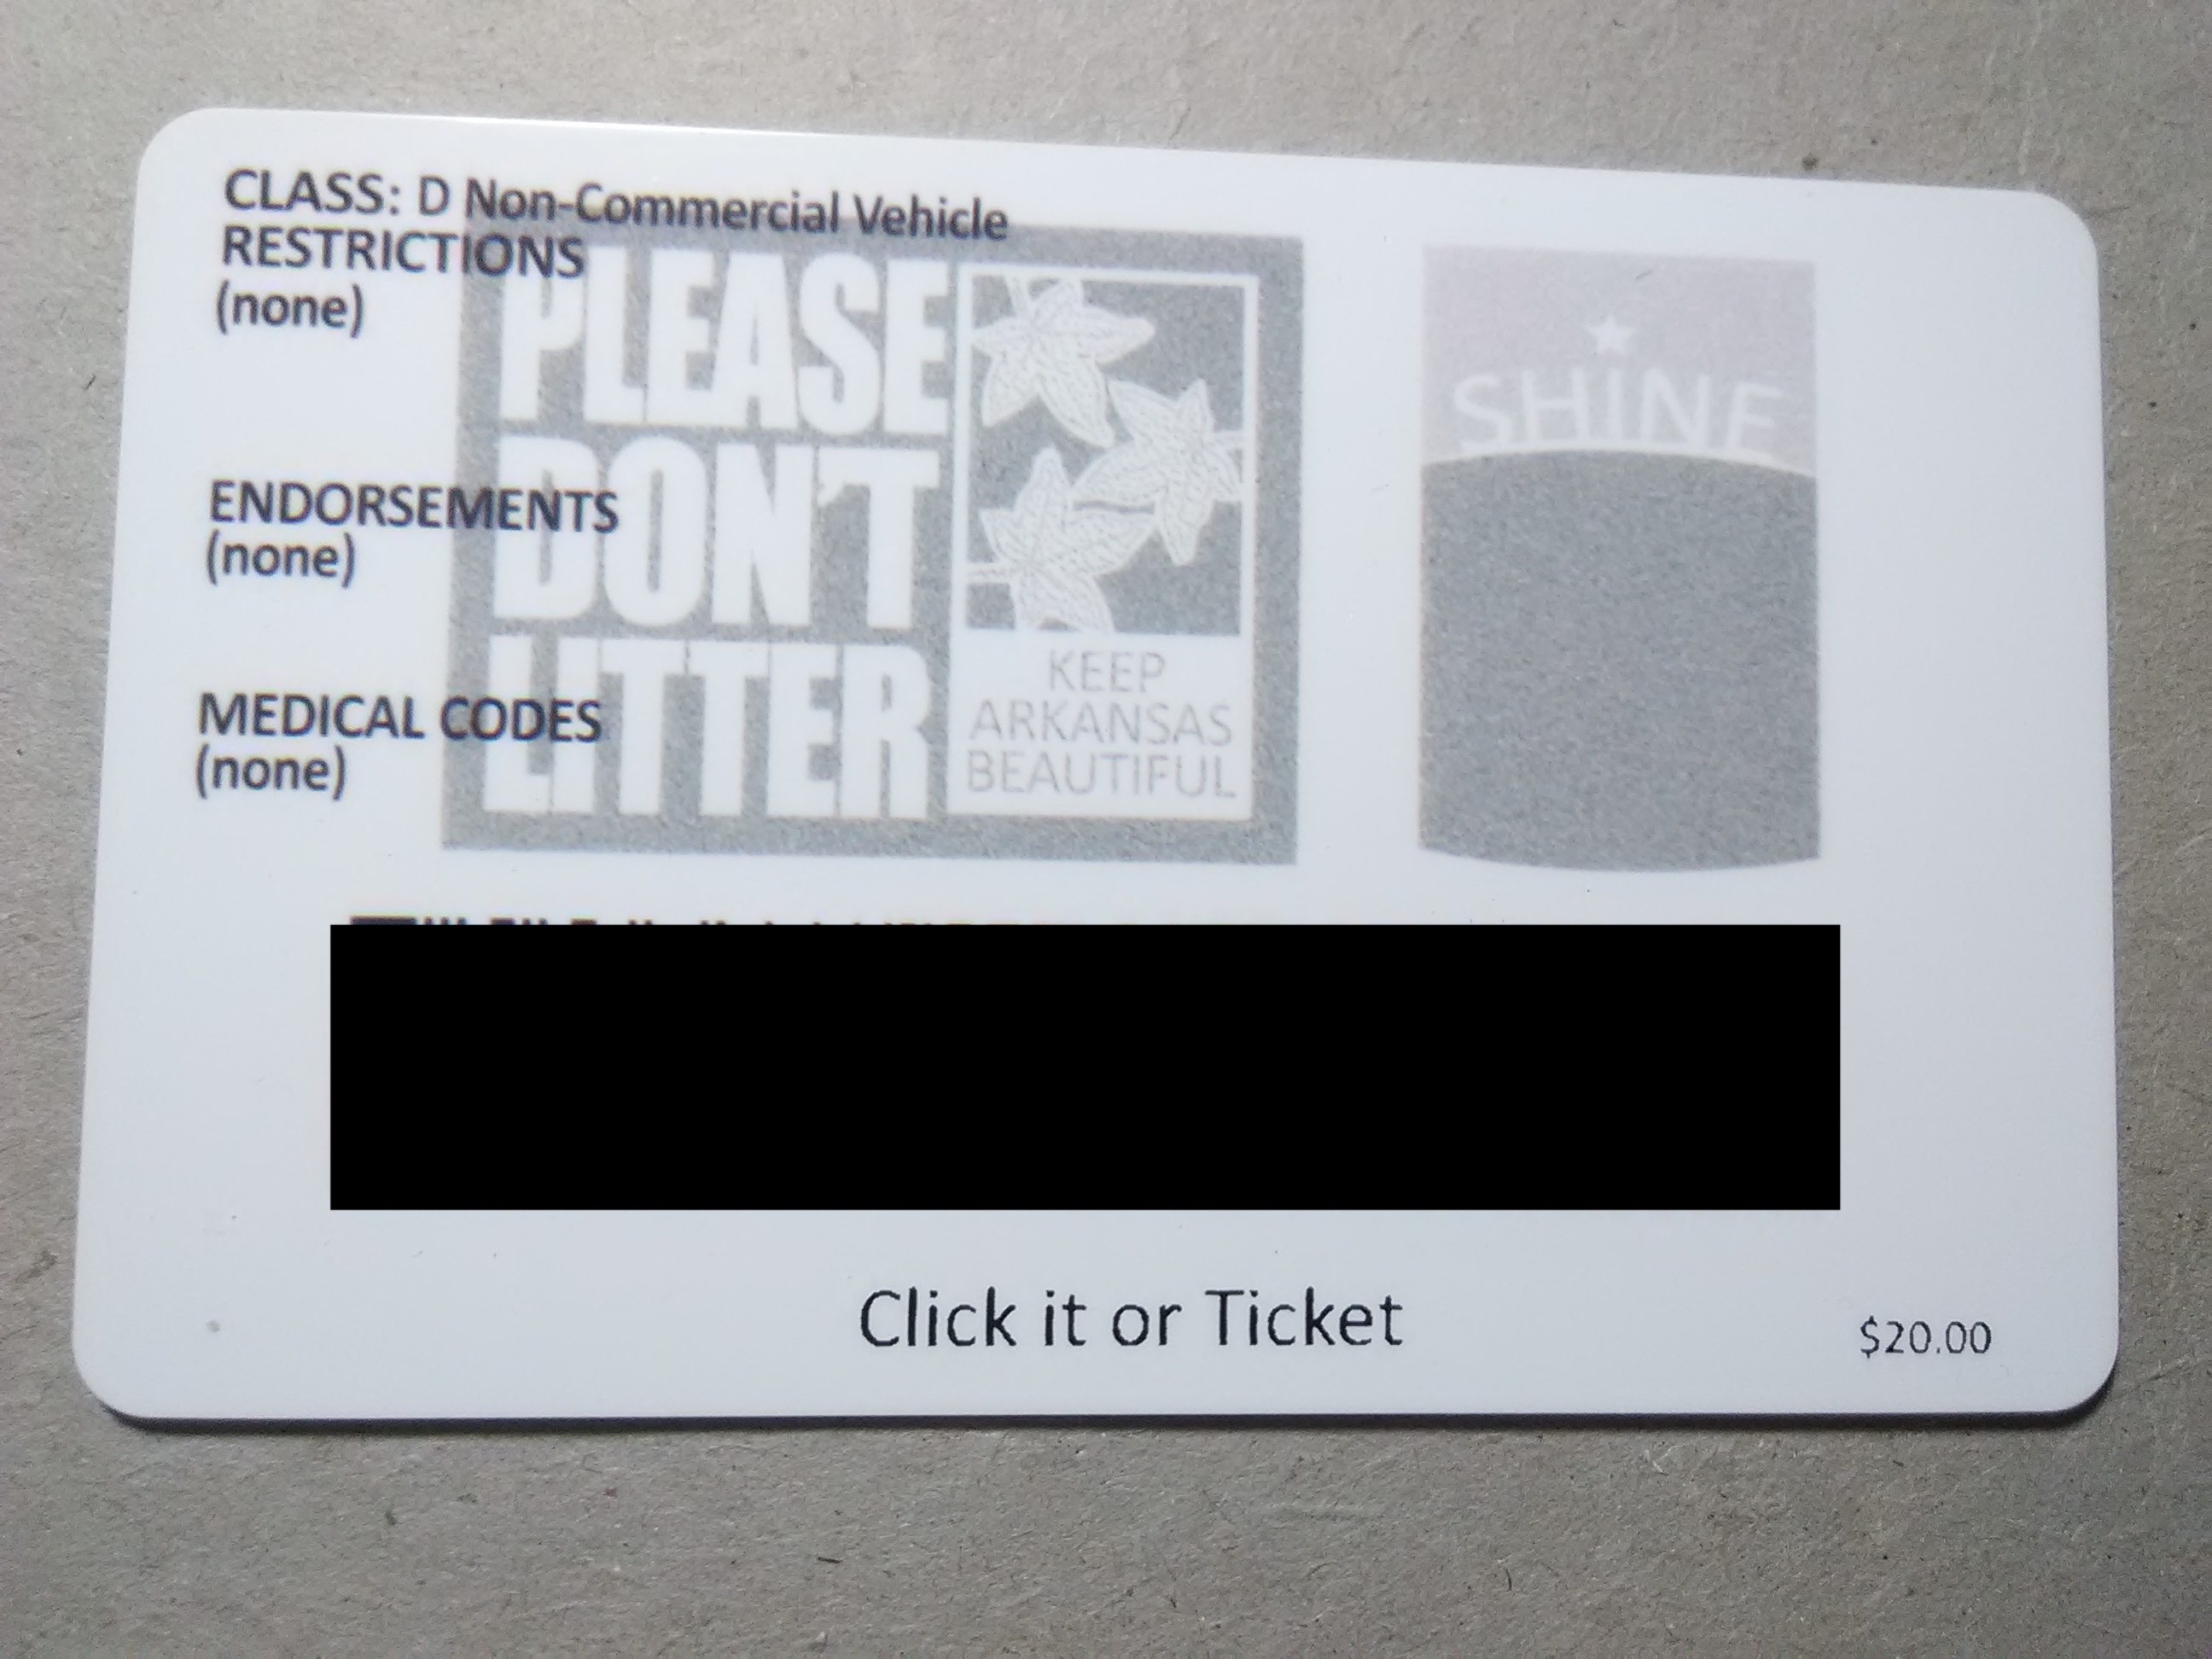 CLASS: D Non-Commercial Vehicle
RESTRICTIONS
(none)
ENDORSEMENTS
(none)
MEDICAL CODES
(none)
PLEASE
DON'T
LITTER
KEEP
ARKANSAS
BEAUTIFUL
SHINE
Click it or Ticket
$20.00